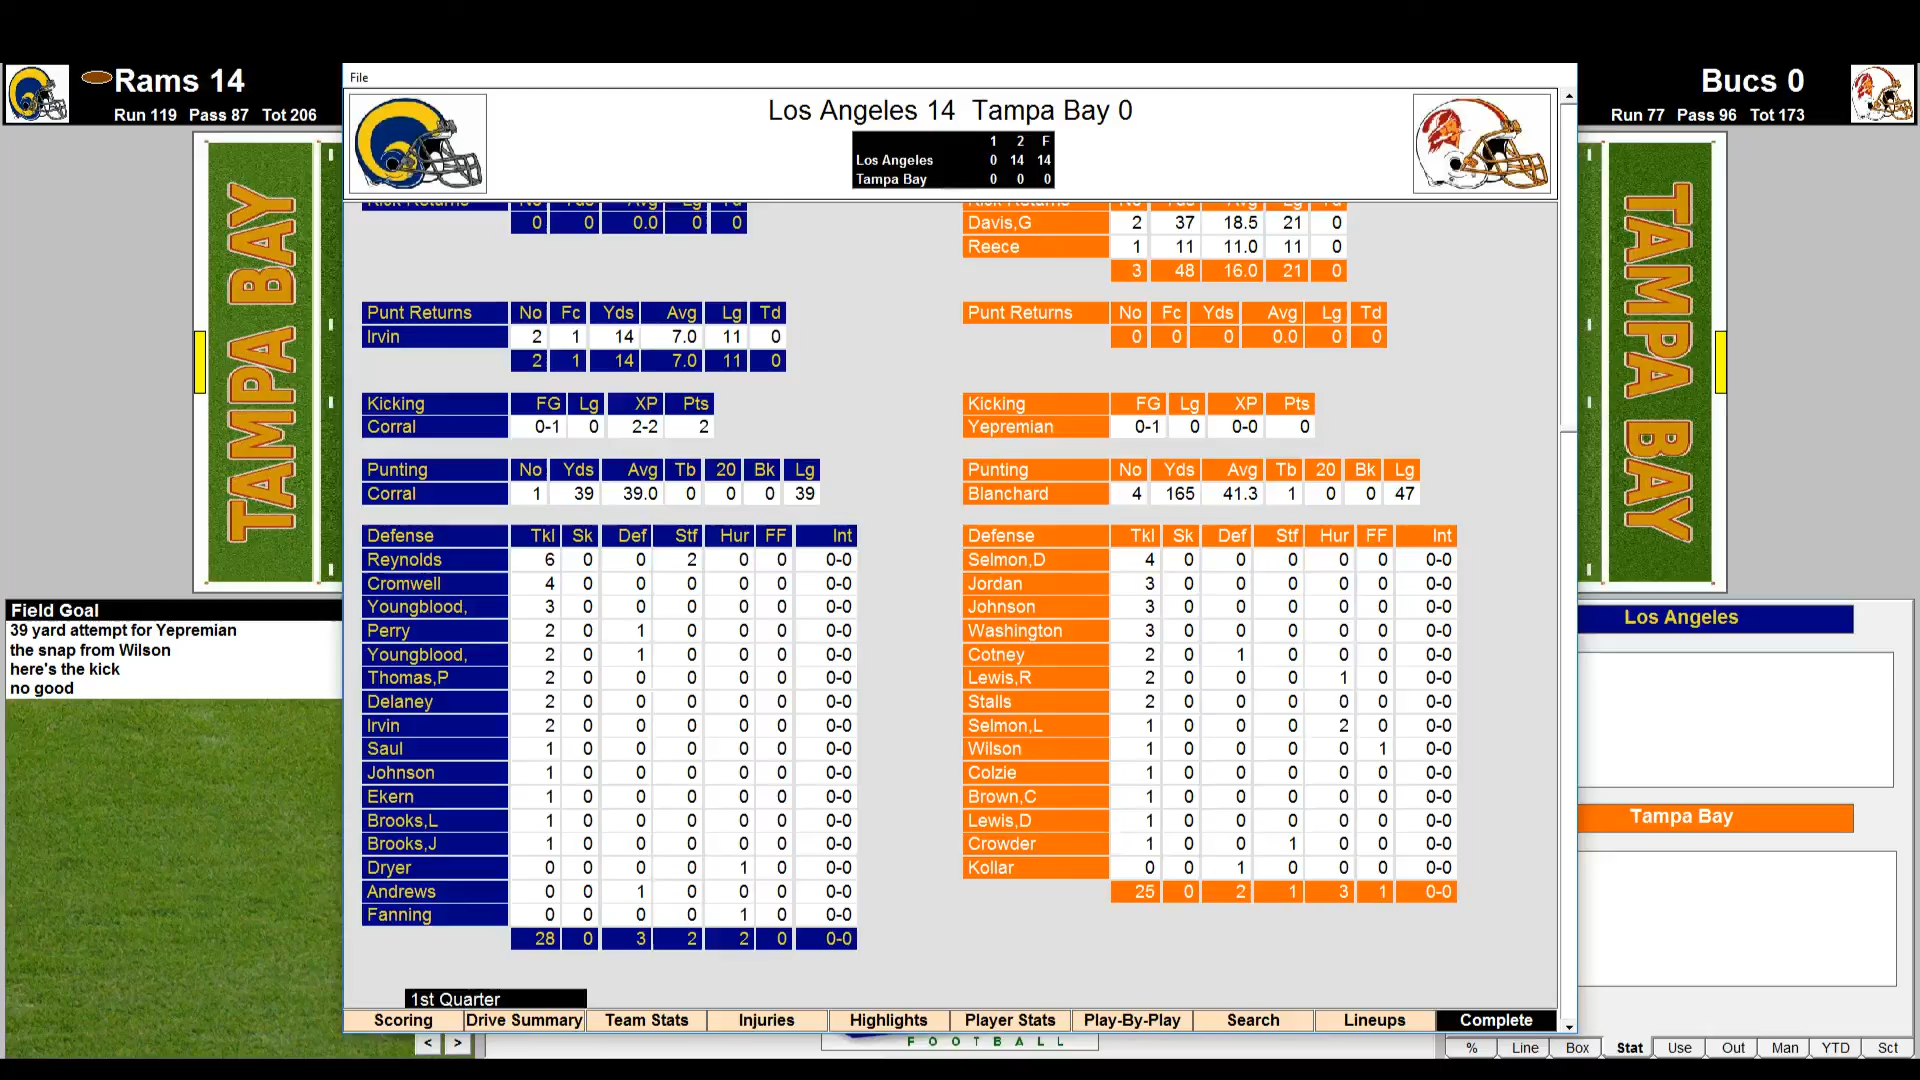 Rams 14
Run 119 Pass 87 Tot 206
File
Los Angeles 14 Tampa Bay 0
1 2 F
Los Angeles 0 14 14
Tampa Bay 0 0 0
Bucs 0
Run 77 Pass 96 Tot 173
TAMPA BAY
TAMPA BAY
Kick Returns No Yds Avg Lg Td
0 0 0.0 0 0
Kick Returns No Yds Avg Lg Td
Davis,G 2 37 18.5 21 0
Reece 1 11 11.0 11 0
3 48 16.0 21 0
Punt Returns No Fc Yds Avg Lg Td
Irvin 2 1 14 7.0 11 0
2 1 14 7.0 11 0
Punt Returns No Fc Yds Avg Lg Td
0 0 0 0.0 0 0
Kicking FG Lg XP Pts
Corral 0-1 0 2-2 2
Kicking FG Lg XP Pts
Yepremian 0-1 0 0-0 0
Punting No Yds Avg Tb 20 Bk Lg
Corral 1 39 39.0 0 0 0 39
Punting No Yds Avg Tb 20 Bk Lg
Blanchard 4 165 41.3 1 0 0 47
Defense Tkl Sk Def Stf Hur FF Int
Reynolds 6 0 0 2 0 0 0-0
Cromwell 4 0 0 0 0 0 0-0
Youngblood, 3 0 0 0 0 0 0-0
Perry 2 0 1 0 0 0 0-0
Youngblood, 2 0 1 0 0 0 0-0
Thomas,P 2 0 0 0 0 0 0-0
Delaney 2 0 0 0 0 0 0-0
Irvin 2 0 0 0 0 0 0-0
Saul 1 0 0 0 0 0 0-0
Johnson 1 0 0 0 0 0 0-0
Ekern 1 0 0 0 0 0 0-0
Brooks,L 1 0 0 0 0 0 0-0
Brooks,J 1 0 0 0 0 0 0-0
Dryer 0 0 0 0 1 0 0-0
Andrews 0 0 1 0 0 0 0-0
Fanning 0 0 0 0 1 0 0-0
28 0 3 2 2 0 0-0
Defense Tkl Sk Def Stf Hur FF Int
Selmon,D 4 0 0 0 0 0 0-0
Jordan 3 0 0 0 0 0 0-0
Johnson 3 0 0 0 0 0 0-0
Washington 3 0 0 0 0 0 0-0
Cotney 2 0 1 0 0 0 0-0
Lewis,R 2 0 0 0 1 0 0-0
Stalls 2 0 0 0 0 0 0-0
Selmon,L 1 0 0 0 2 0 0-0
Wilson 1 0 0 0 0 1 0-0
Colzie 1 0 0 0 0 0 0-0
Brown,C 1 0 0 0 0 0 0-0
Lewis,D 1 0 0 0 0 0 0-0
Crowder 1 0 0 1 0 0 0-0
Kollar 0 0 1 0 0 0 0-0
25 0 2 1 3 1 0-0
Field Goal
39 yard attempt for Yepremian
the snap from Wilson
here's the kick
no good
Los Angeles
Tampa Bay
1st Quarter
Scoring Drive Summary Team Stats Injuries Highlights Player Stats Play-By-Play Search Lineups Complete
< >
FOOTBALL
% Line Box Stat Use Out Man YTD Sct